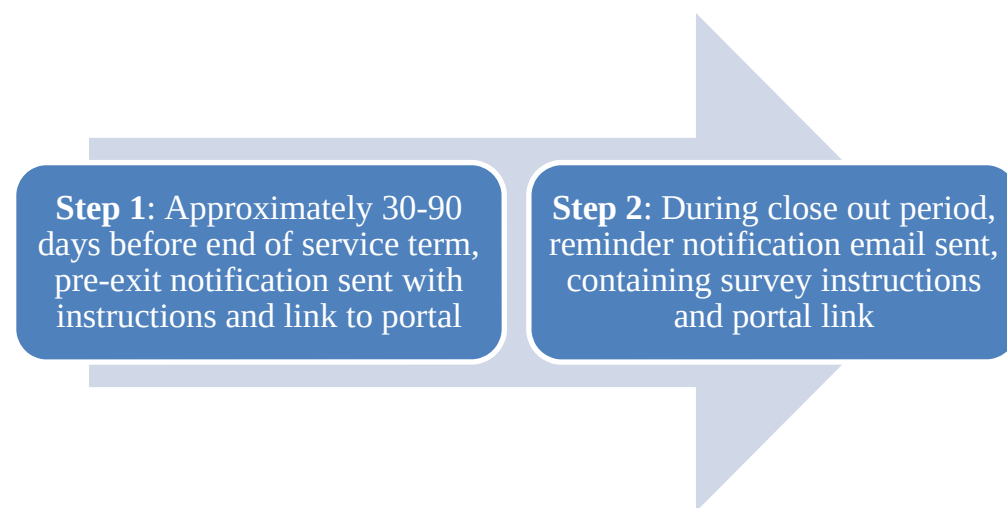 Step 1: Approximately 30-90
days before end of service term,
pre-exit notification sent with
instructions and link to portal
Step 2: During close out period,
reminder notification email sent,
containing survey instructions
and portal link